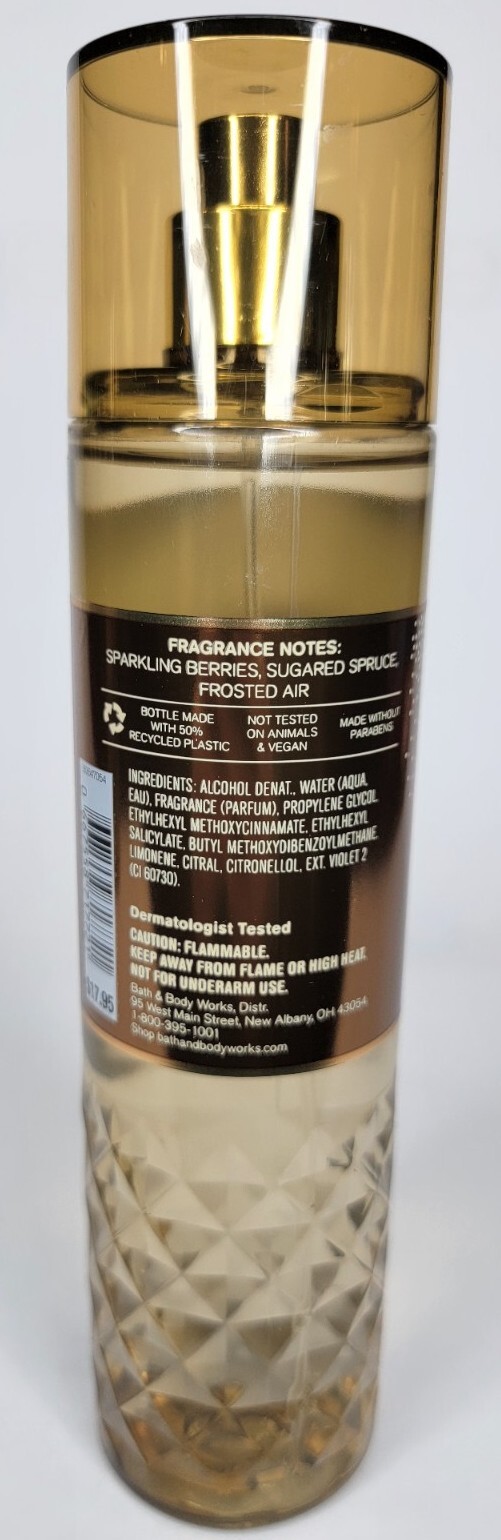 FRAGRANCE NOTES:
SPARKLING BERRIES, SUGARED SPRUCE,
FROSTED AIR
BOTTLE MADE
WITH 50%
RECYCLED PLASTIC
NOT TESTED
ON ANIMALS
& VEGAN
MADE WITHOUT
PARABENS
INGREDIENTS: ALCOHOL DENAT., WATER (AQUA,
EAU), FRAGRANCE (PARFUM), PROPYLENE GLYCOL,
ETHYLHEXYL METHOXYCINNAMATE, ETHYLHEXYL
SALICYLATE, BUTYL METHOXYDIBENZOYLMETHANE,
LIMONENE, CITRAL, CITRONELLOL, EXT. VIOLET 2
(CI 60730).
Dermatologist Tested
CAUTION: FLAMMABLE.
KEEP AWAY FROM FLAME OR HIGH HEAT.
NOT FOR UNDERARM USE.
Bath & Body Works, Distr.
95 West Main Street, New Albany, OH 43054
1-800-395-1001
Shop bathandbodyworks.com
$17.95